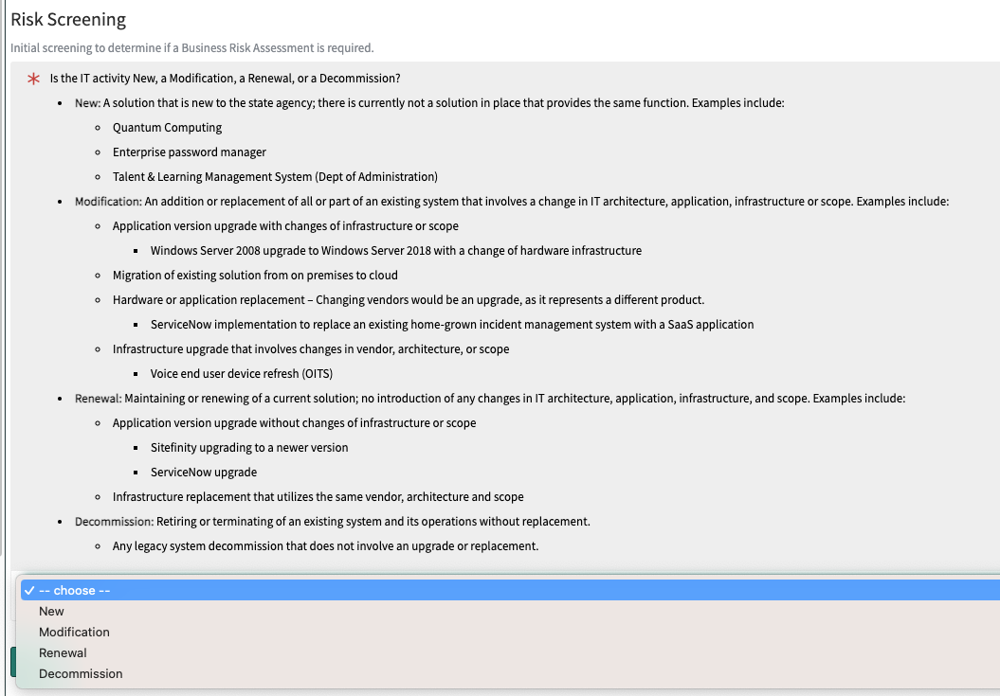 Risk Screening
Initial screening to determine if a Business Risk Assessment is required.
Is the IT activity New, a Modification, a Renewal, or a Decommission?
New: A solution that is new to the state agency; there is currently not a solution in place that provides the same function. Examples include:
Quantum Computing
Enterprise password manager
Talent & Learning Management System (Dept of Administration)
Modification: An addition or replacement of all or part of an existing system that involves a change in IT architecture, application, infrastructure or scope. Examples include:
Application version upgrade with changes of infrastructure or scope
Windows Server 2008 upgrade to Windows Server 2018 with a change of hardware infrastructure
Migration of existing solution from on premises to cloud
Hardware or application replacement – Changing vendors would be an upgrade, as it represents a different product.
ServiceNow implementation to replace an existing home-grown incident management system with a SaaS application
Infrastructure upgrade that involves changes in vendor, architecture, or scope
Voice end user device refresh (OITS)
Renewal: Maintaining or renewing of a current solution; no introduction of any changes in IT architecture, application, infrastructure, and scope. Examples include:
Application version upgrade without changes of infrastructure or scope
Sitefinity upgrading to a newer version
ServiceNow upgrade
Infrastructure replacement that utilizes the same vendor, architecture and scope
Decommission: Retiring or terminating of an existing system and its operations without replacement.
Any legacy system decommission that does not involve an upgrade or replacement.
-- choose --
New
Modification
Renewal
Decommission